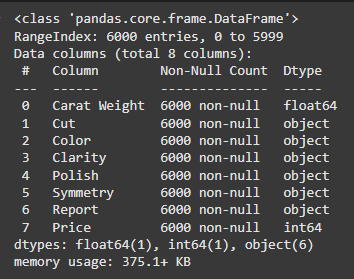 <class 'pandas.core.frame.DataFrame'>
RangeIndex: 6000 entries, 0 to 5999
Data columns (total 8 columns):
 #   Column        Non-Null Count  Dtype
---  ------        --------------  -----
 0   Carat Weight  6000 non-null   float64
 1   Cut           6000 non-null   object
 2   Color         6000 non-null   object
 3   Clarity       6000 non-null   object
 4   Polish        6000 non-null   object
 5   Symmetry      6000 non-null   object
 6   Report        6000 non-null   object
 7   Price         6000 non-null   int64
dtypes: float64(1), int64(1), object(6)
memory usage: 375.1+ KB